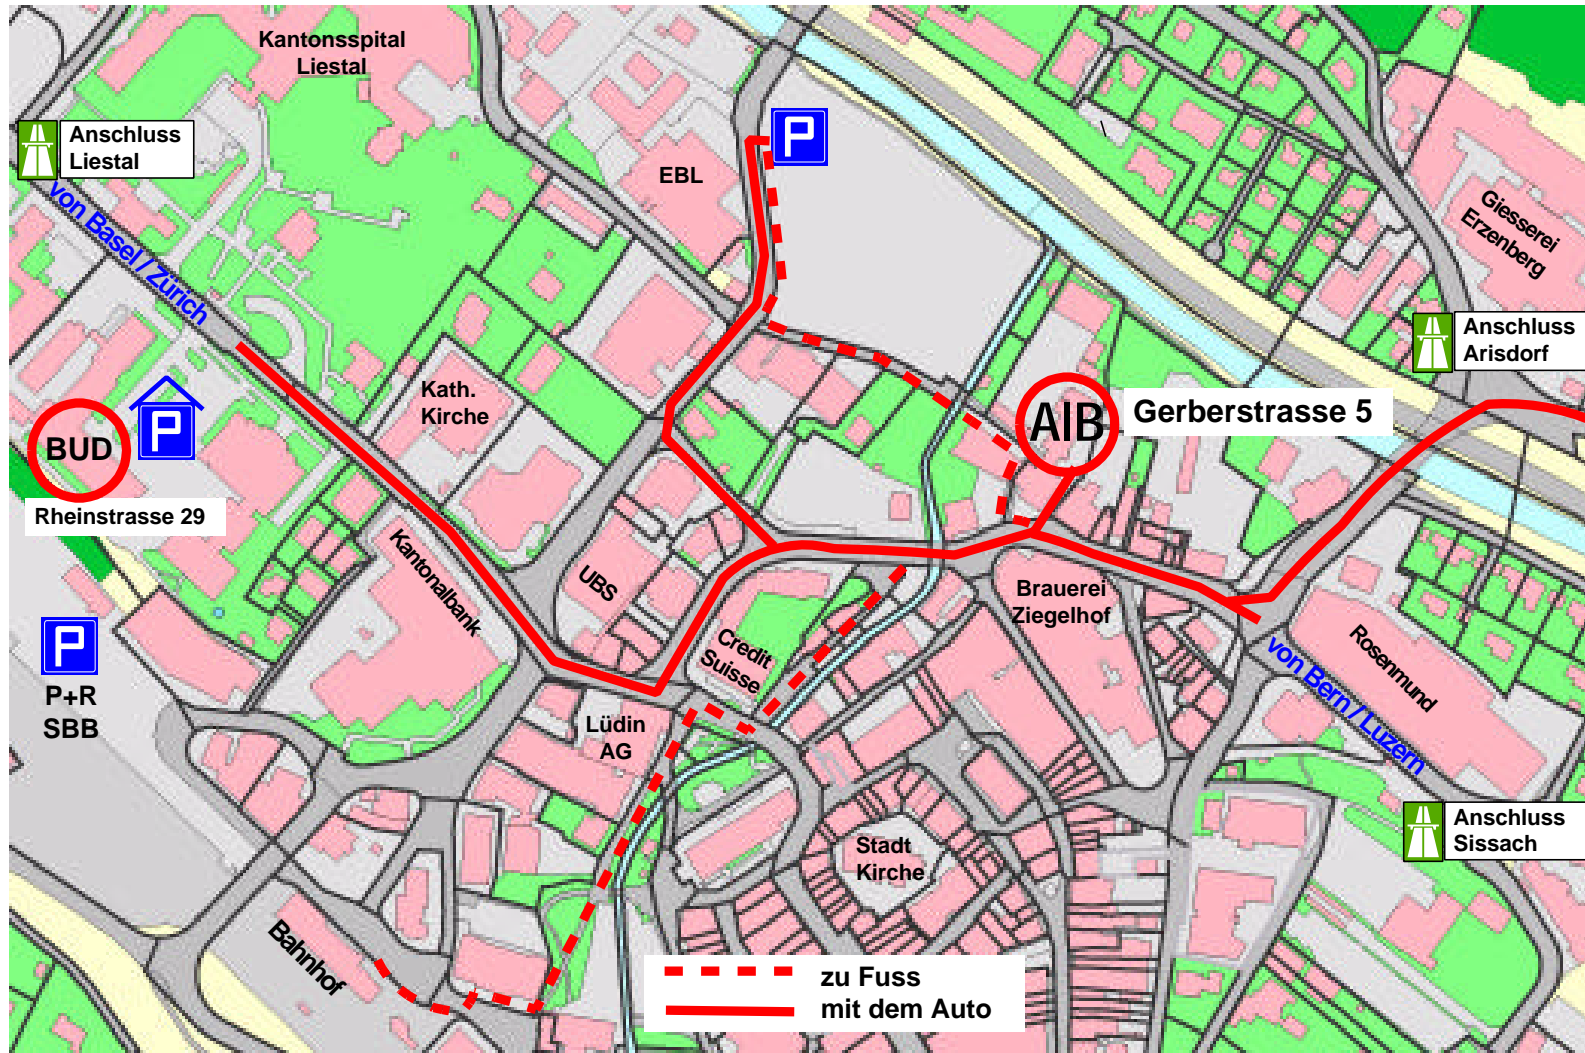 Kantonsspital
Liestal
Anschluss
Liestal
P
EBL
von Basel / Zürich
Giesserei
Erzenberg
Anschluss
Arisdorf
Kath.
Kirche
P
BUD
AIB
Gerberstrasse 5
Rheinstrasse 29
Kantonalbank
UBS
Brauerei
Ziegelhof
P
P+R
SBB
Credit
Suisse
Rosenmund
von Bern / Luzern
Lüdin
AG
Stadt
Kirche
Anschluss
Sissach
Bahnhof
zu Fuss
mit dem Auto